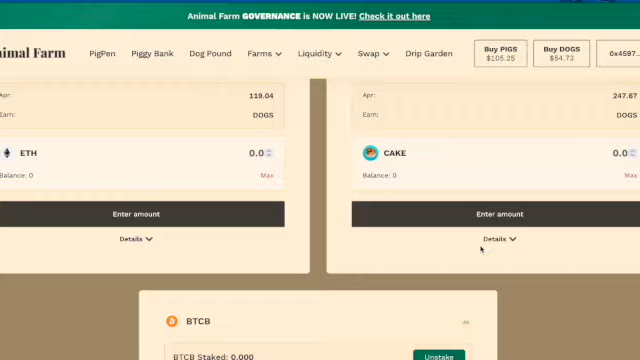 Animal Farm GOVERNANCE is NOW LIVE! Check it out here
nimal Farm
PigPen
Piggy Bank
Dog Pound
Farms
Liquidity
Swap
Drip Garden
Buy PIGS
$105.25
Buy DOGS
$54.73
0x4597...
Apr:
119.04
Earn:
DOGS
ETH
0.0
Balance: 0
Max
Enter amount
Details
Apr:
247.67
Earn:
DOGS
CAKE
0.0
Balance: 0
Max
Enter amount
Details
BTCB
4x
BTCB Staked: 0.000
Unstake